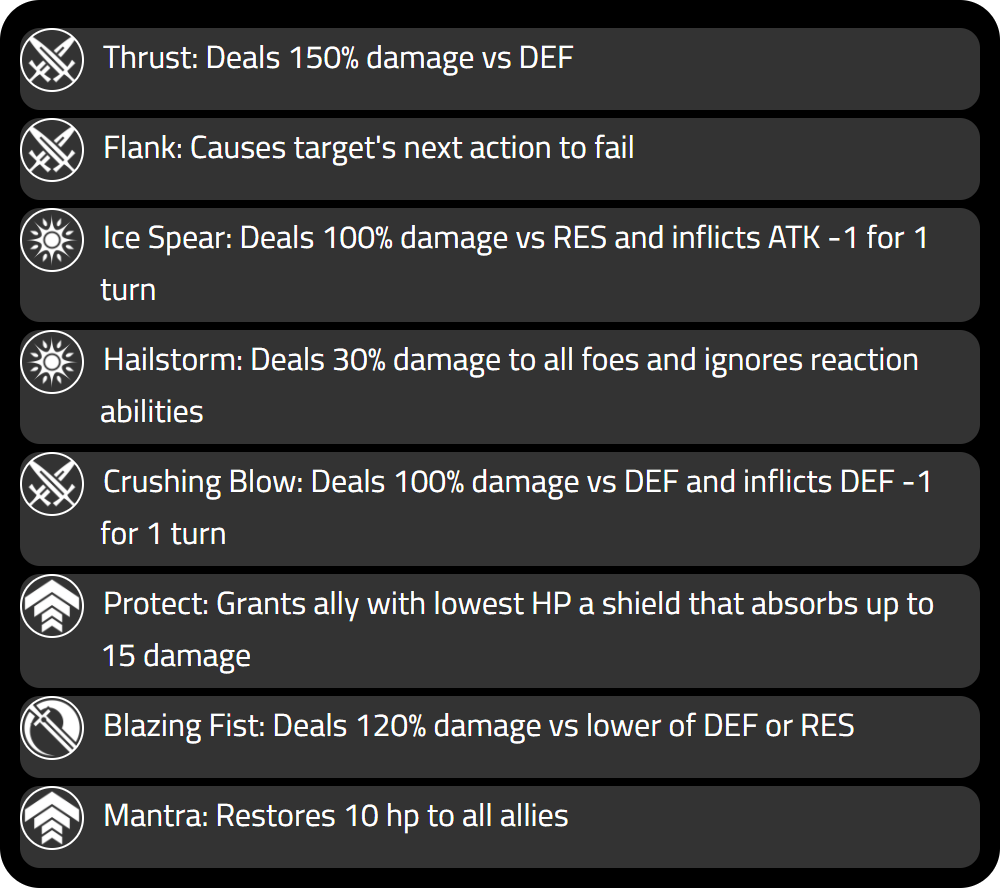 Thrust: Deals 150% damage vs DEF
Flank: Causes target's next action to fail
Ice Spear: Deals 100% damage vs RES and inflicts ATK -1 for 1
turn
Hailstorm: Deals 30% damage to all foes and ignores reaction
abilities
Crushing Blow: Deals 100% damage vs DEF and inflicts DEF -1
for 1 turn
Protect: Grants ally with lowest HP a shield that absorbs up to
15 damage
Blazing Fist: Deals 120% damage vs lower of DEF or RES
Mantra: Restores 10 hp to all allies